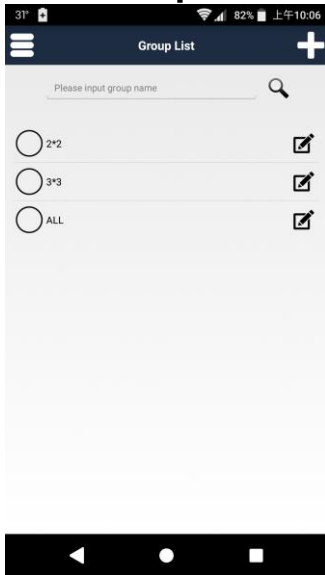 31° 82% 上午10:06
Group List
Please input group name
2*2
3*3
ALL